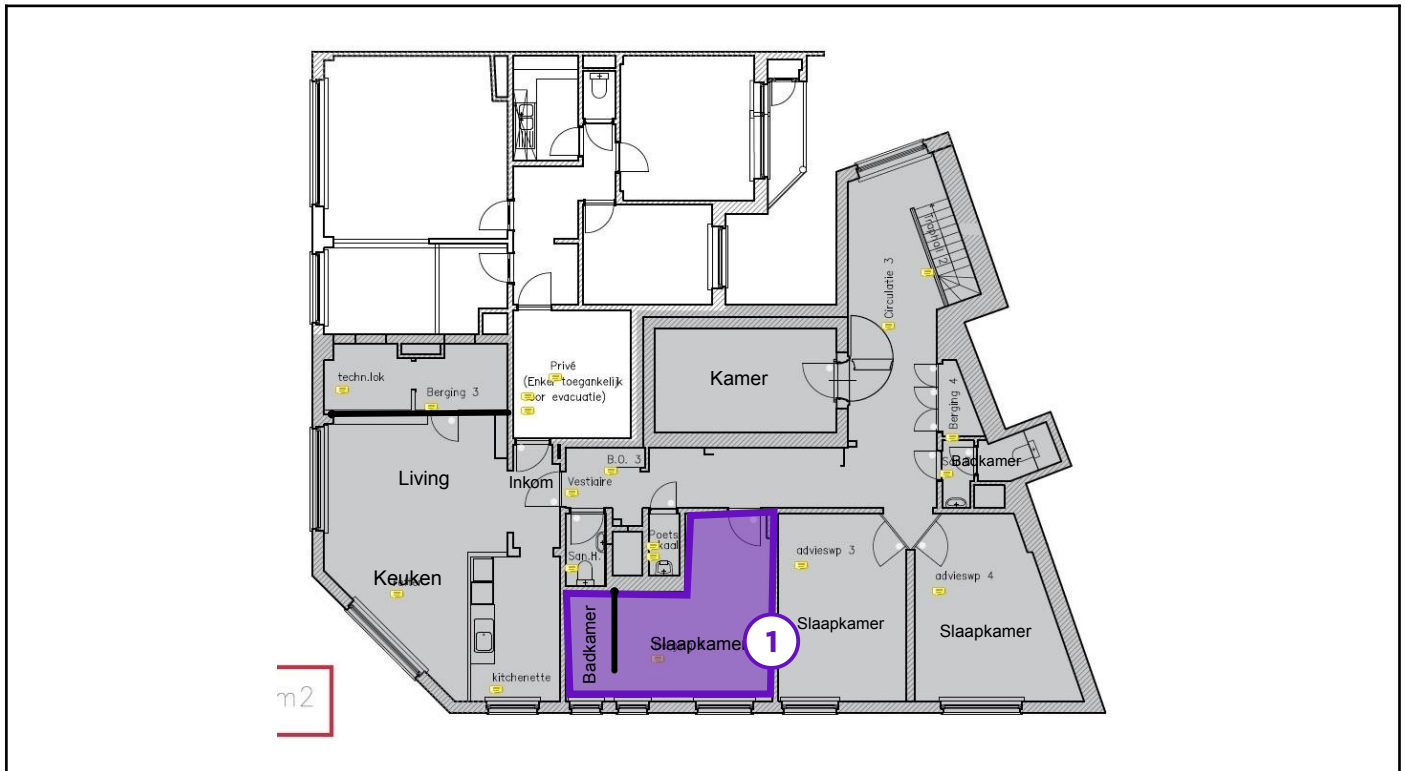 Traphall 2
Circulatie 3
Privé
(Enkel toegankelijk
voor evacuatie)
Kamer
techn.lok
Berging 3
Berging 4
Living
Inkom
B.O. 3
Vestiaire
Badkamer
Poets
San.H.
advieswp 3
advieswp 4
Keuken
Badkamer
Slaapkamer
1
Slaapkamer
Slaapkamer
kitchenette
m2